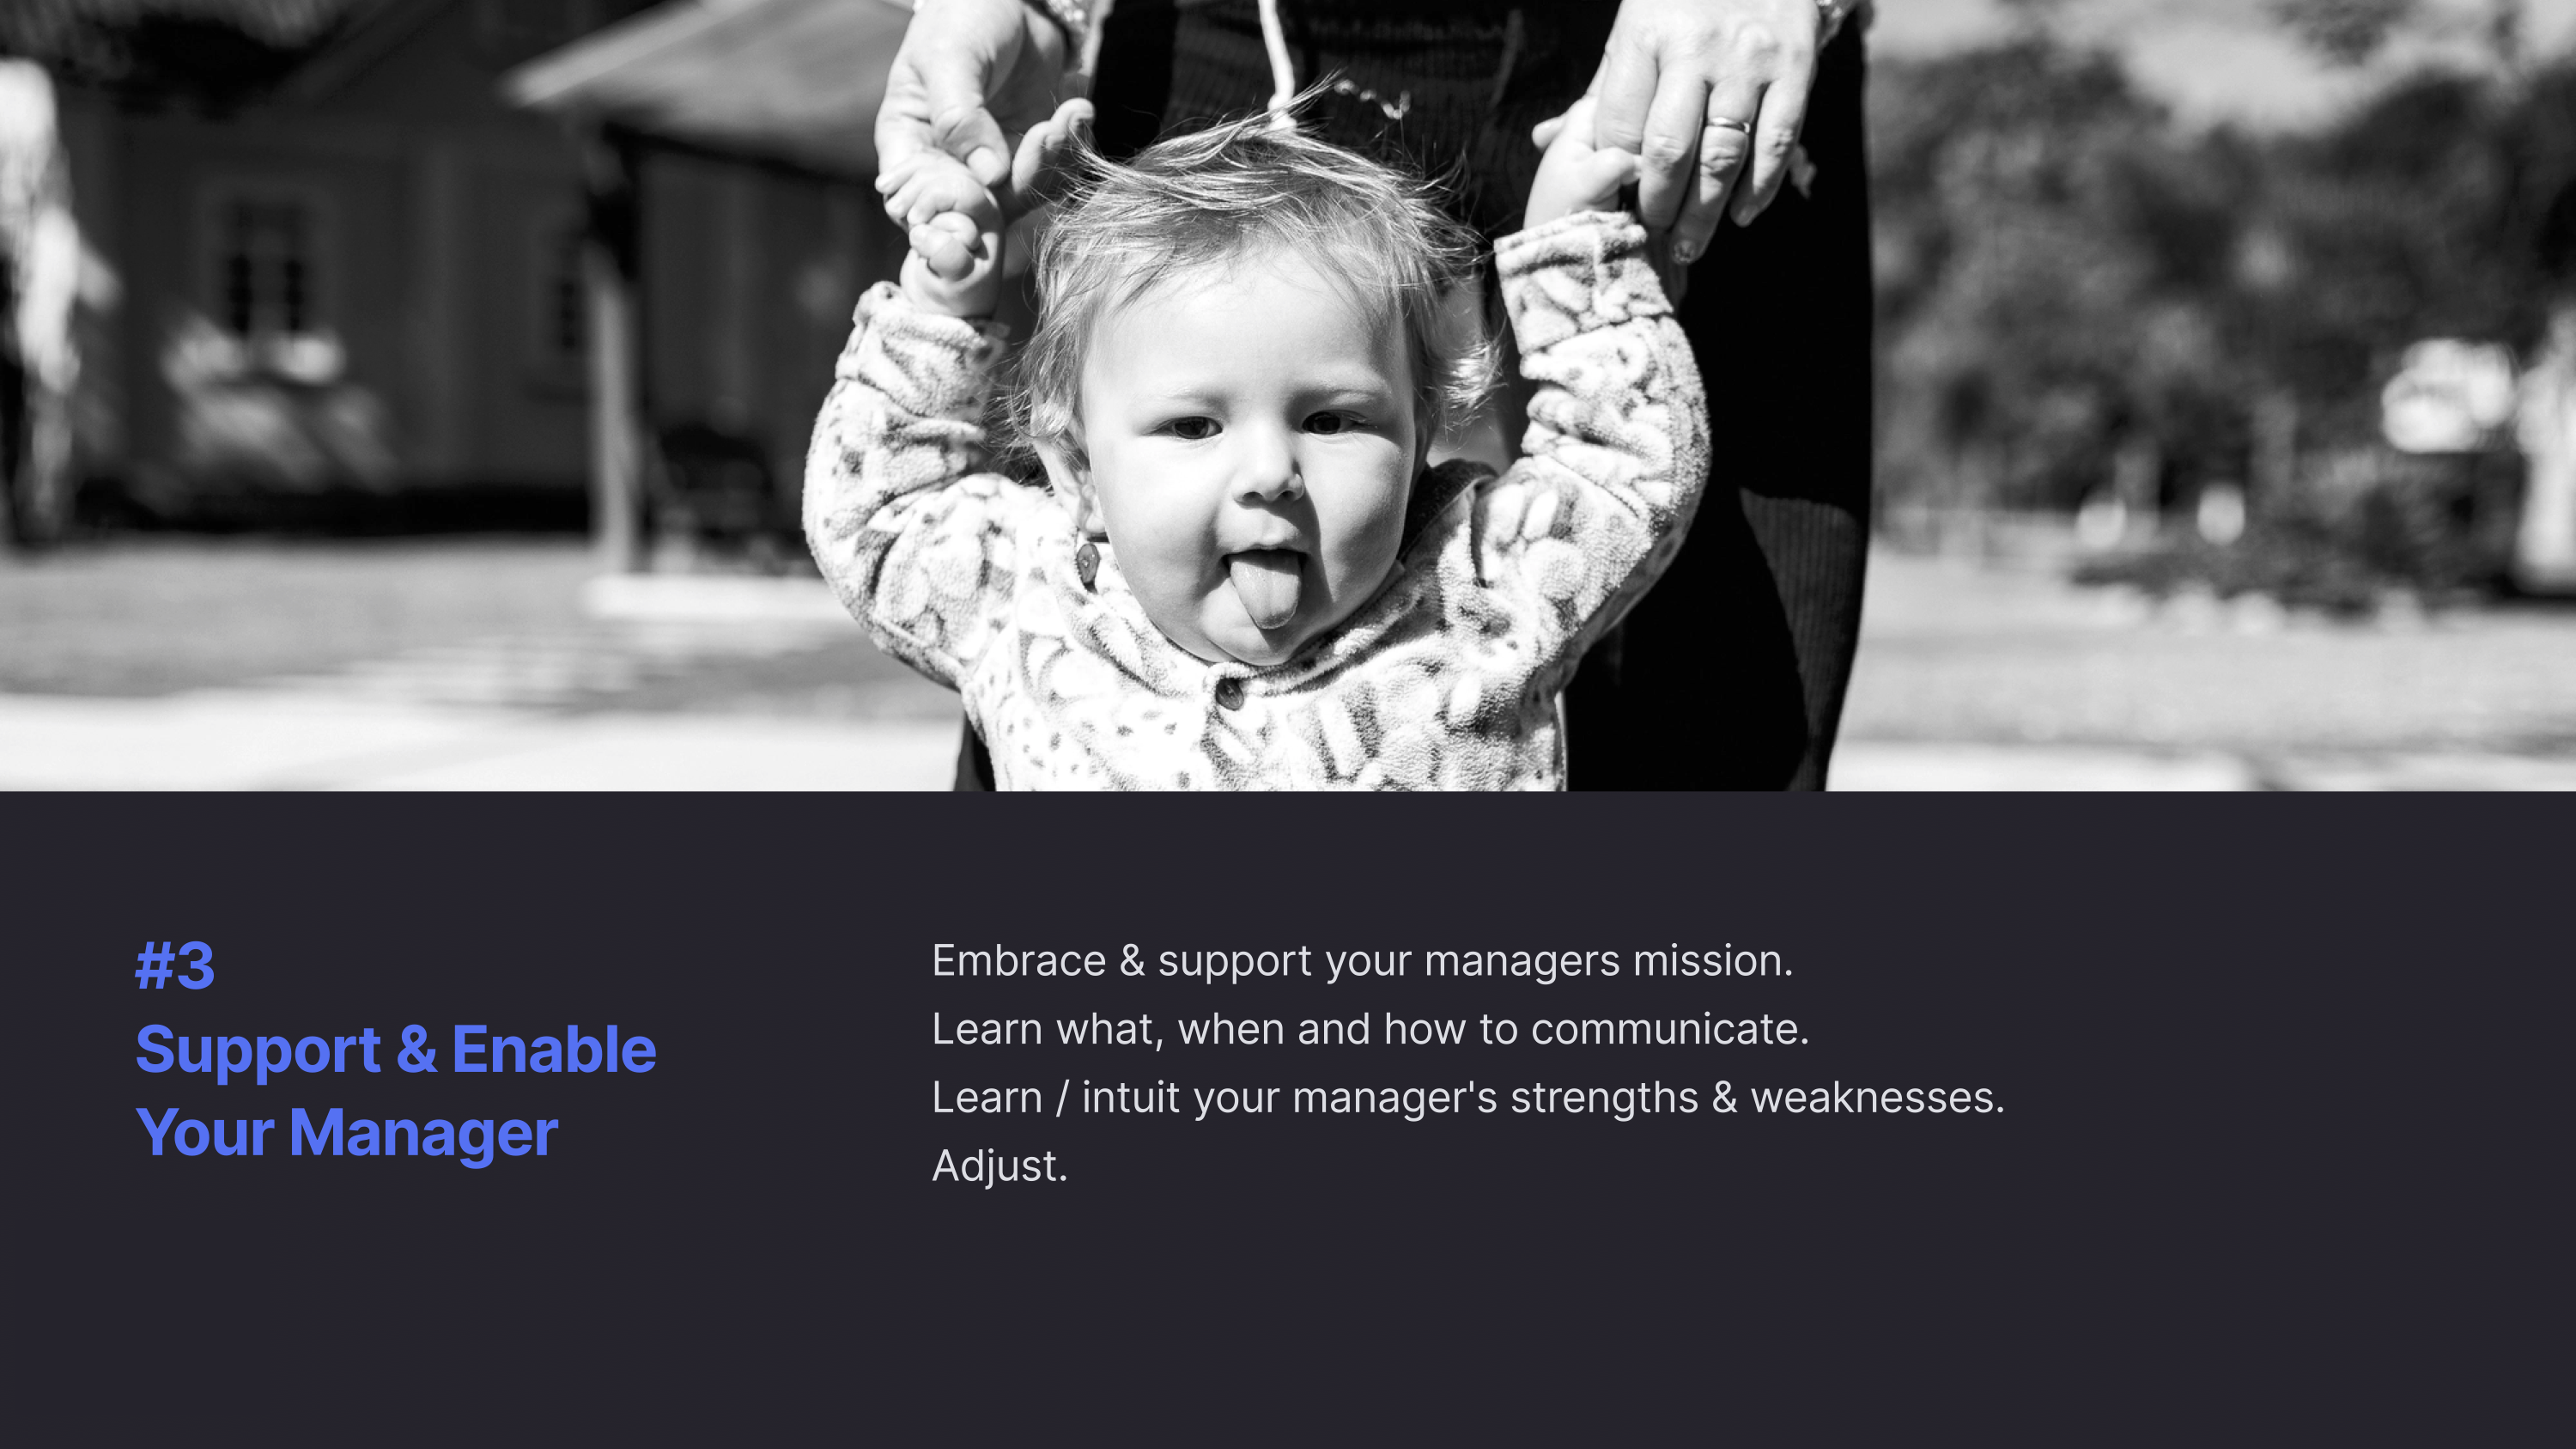 #3
Support & Enable
Your Manager
Embrace & support your managers mission.
Learn what, when and how to communicate.
Learn / intuit your manager's strengths & weaknesses.
Adjust.